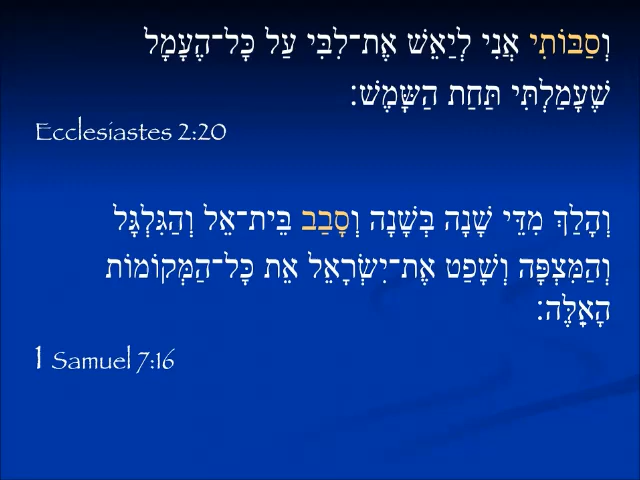 וְסַבּוֹתִי אֲנִי לְיַאֵשׁ אֶת־לִבִּי עַל כָּל־הֶעָמָל
שֶׁעָמַלְתִּי תַּחַת הַשָּׁמֶשׁ׃
Ecclesiastes 2:20
וְהָלַךְ מִדֵּי שָׁנָה בְּשָׁנָה וְסָבַב בֵּית־אֵל וְהַגִּלְגָּל
וְהַמִּצְפָּה וְשָׁפַט אֶת־יִשְׂרָאֵל אֵת כָּל־הַמְּקוֹמוֹת
הָאֵלֶּה׃
1 Samuel 7:16